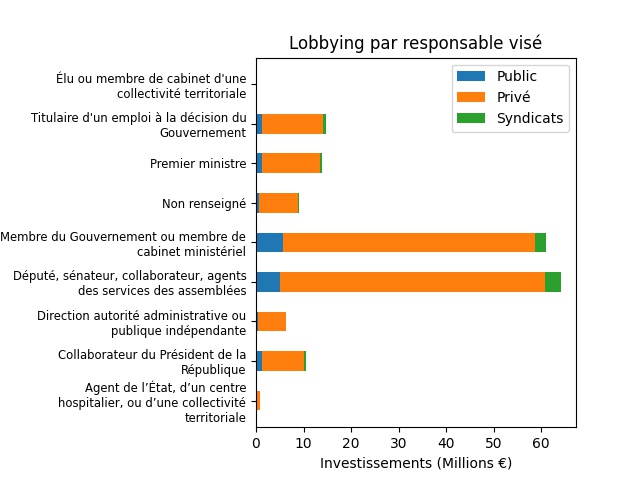 Lobbying par responsable visé
Public
Privé
Syndicats
Élu ou membre de cabinet d'une
collectivité territoriale
Titulaire d'un emploi à la décision du
Gouvernement
Premier ministre
Non renseigné
Membre du Gouvernement ou membre de
cabinet ministériel
Député, sénateur, collaborateur, agents
des services des assemblées
Direction autorité administrative ou
publique indépendante
Collaborateur du Président de la
République
Agent de l’État, d’un centre
hospitalier, ou d’une collectivité
territoriale
0 10 20 30 40 50 60
Investissements (Millions €)